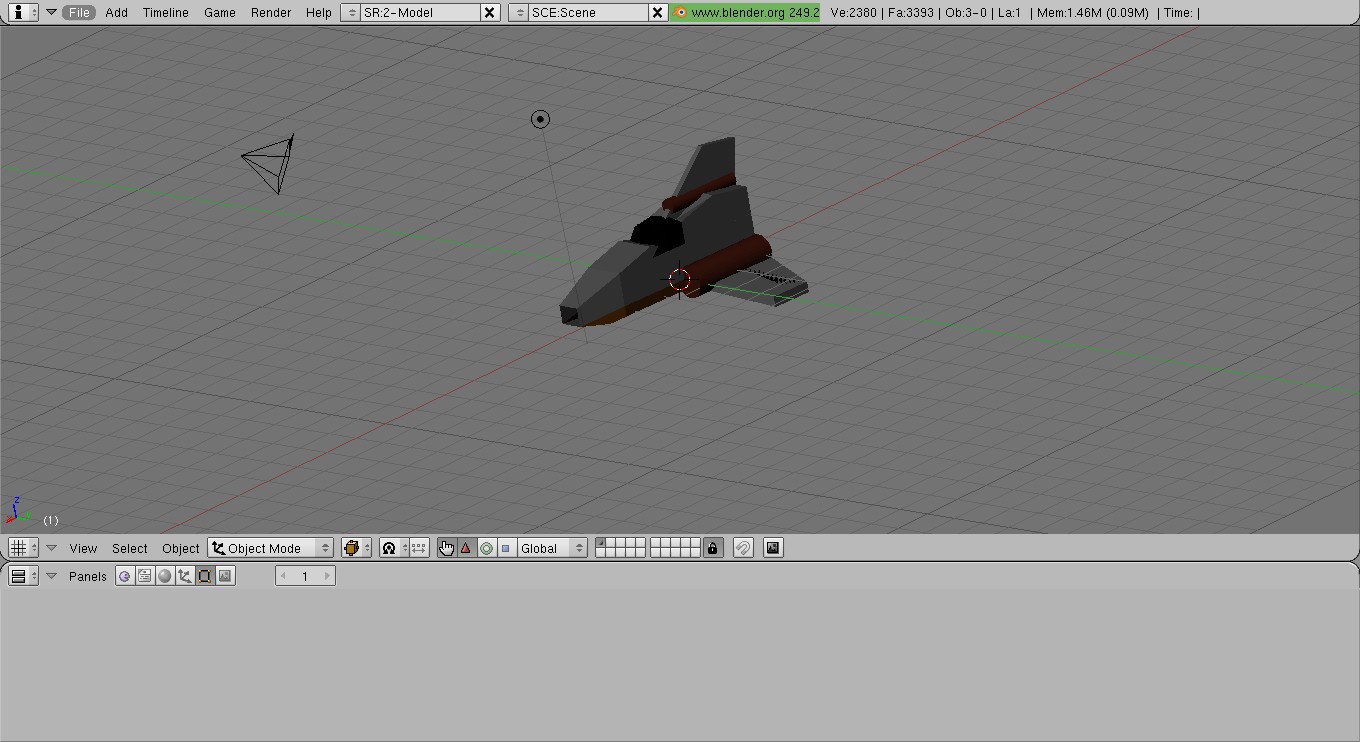 File Add Timeline Game Render Help SR:2-Model SCE:Scene www.blender.org 249.2 Ve:2380 | Fa:3393 | Ob:3-0 | La:1 | Mem:1.46M (0.09M) | Time: |
z
x y (1)
View Select Object Object Mode Global
Panels 1